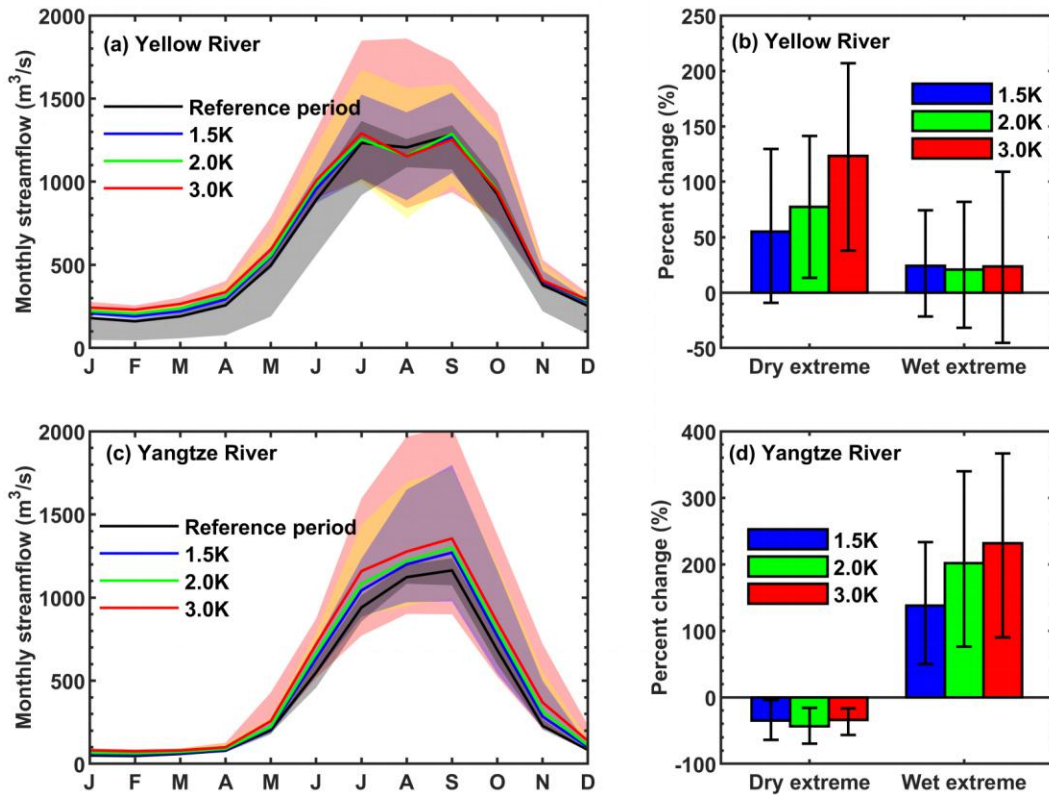 (a) Yellow River
Monthly streamflow (m³/s)
2000
1500
1000
500
0
Reference period
1.5K
2.0K
3.0K
J F M A M J J A S O N D
(b) Yellow River
Percent change (%)
250
200
150
100
50
0
-50
1.5K
2.0K
3.0K
Dry extreme Wet extreme
(c) Yangtze River
Monthly streamflow (m³/s)
2000
1500
1000
500
0
Reference period
1.5K
2.0K
3.0K
J F M A M J J A S O N D
(d) Yangtze River
Percent change (%)
400
300
200
100
0
-100
1.5K
2.0K
3.0K
Dry extreme Wet extreme